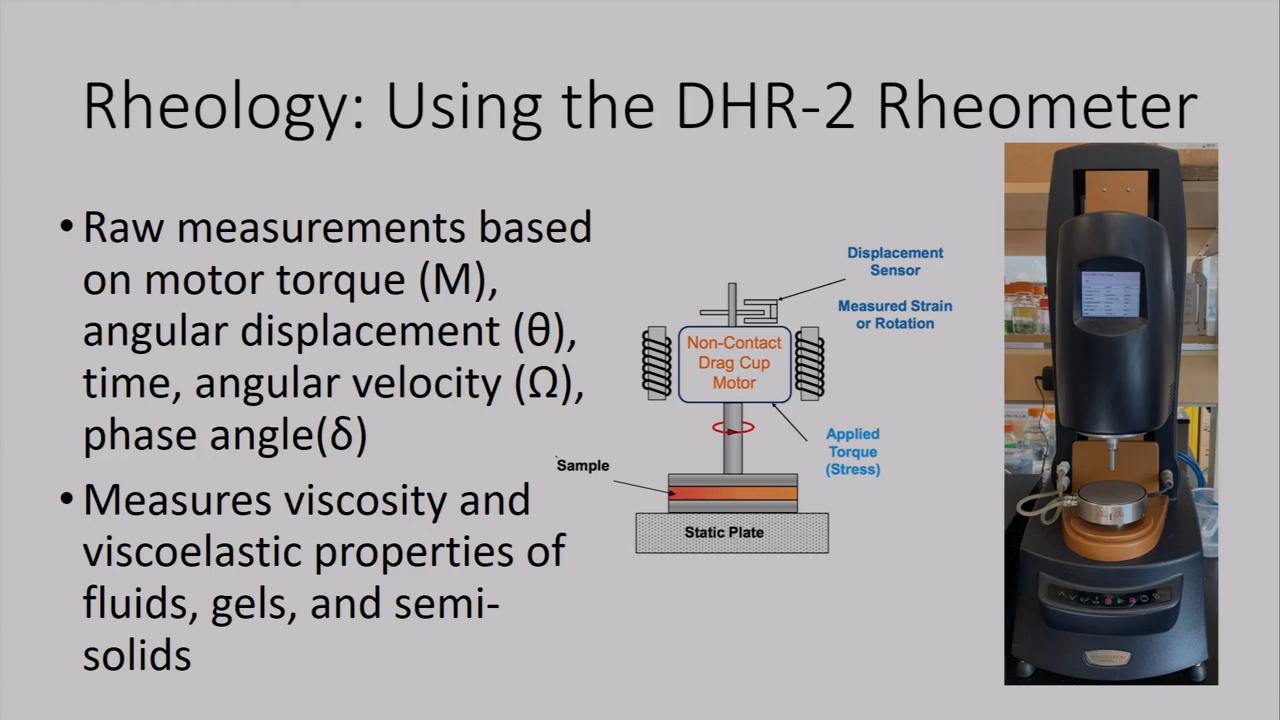 Rheology: Using the DHR-2 Rheometer
• Raw measurements based
on motor torque (M),
angular displacement (θ),
time, angular velocity (Ω),
phase angle(δ)
• Measures viscosity and
viscoelastic properties of
fluids, gels, and semi-
solids
Displacement
Sensor
Measured Strain
or Rotation
Non-Contact
Drag Cup
Motor
Applied
Torque
(Stress)
Sample
Static Plate